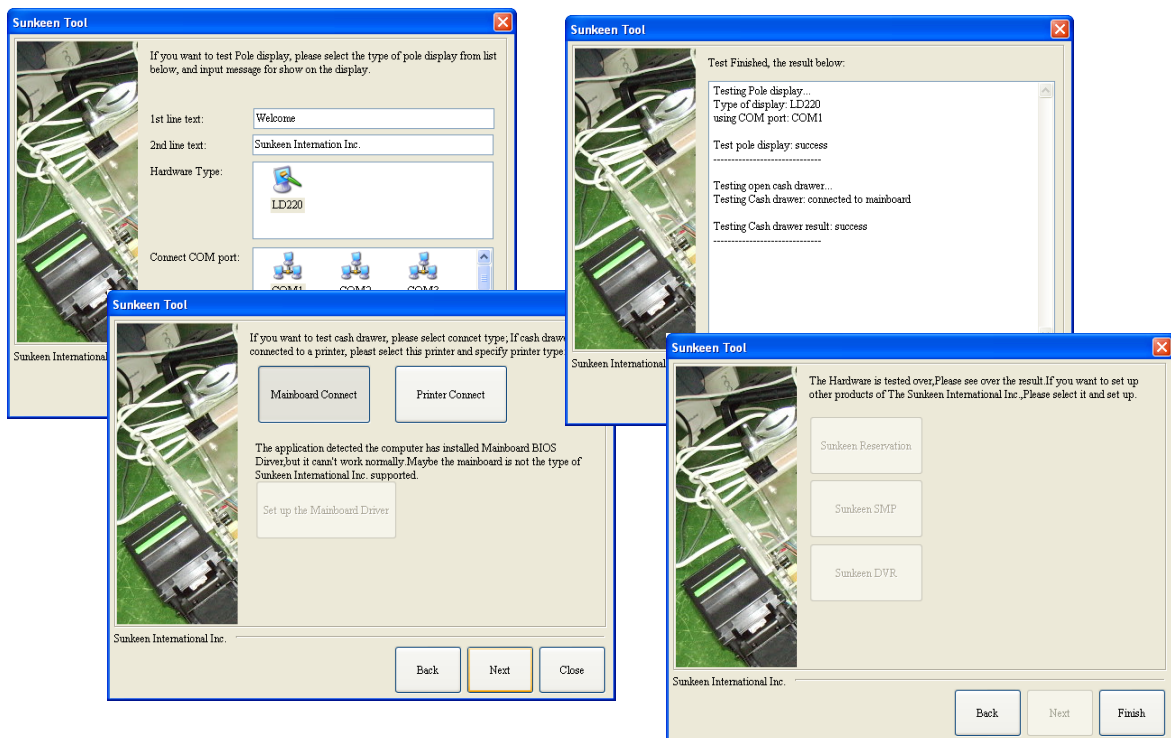 Sunkeen Tool
If you want to test Pole display, please select the type of pole display from list
below, and input message for show on the display.
1st line text:
Welcome
2nd line text:
Sunkeen Internation Inc.
Hardware Type:
LD220
Connect COM port:
COM1 COM2 COM3
Sunkeen International
Sunkeen Tool
Test Finished, the result below:
Testing Pole display...
Type of display: LD220
using COM port: COM1
Test pole display: success
------------------------------
Testing open cash drawer...
Testing Cash drawer: connected to mainboard
Testing Cash drawer result: success
------------------------------
Sunkeen International
Sunkeen Tool
If you want to test cash drawer, please select conncet type; If cash drawe
connected to a printer, pleast select this printer and specify printer type
Mainboard Connect
Printer Connect
The application detected the computer has installed Mainboard BIOS
Dirver,but it cann't work normally.Maybe the mainboard is not the type of
Sunkeen International Inc. supported.
Set up the Mainboard Driver
Sunkeen International Inc.
Back
Next
Close
Sunkeen Tool
The Hardware is tested over,Please see over the result.If you want to set up
other products of The Sunkeen International Inc.,Please select it and set up.
Sunkeen Reservation
Sunkeen SMP
Sunkeen DVR
Sunkeen International Inc.
Back
Next
Finish